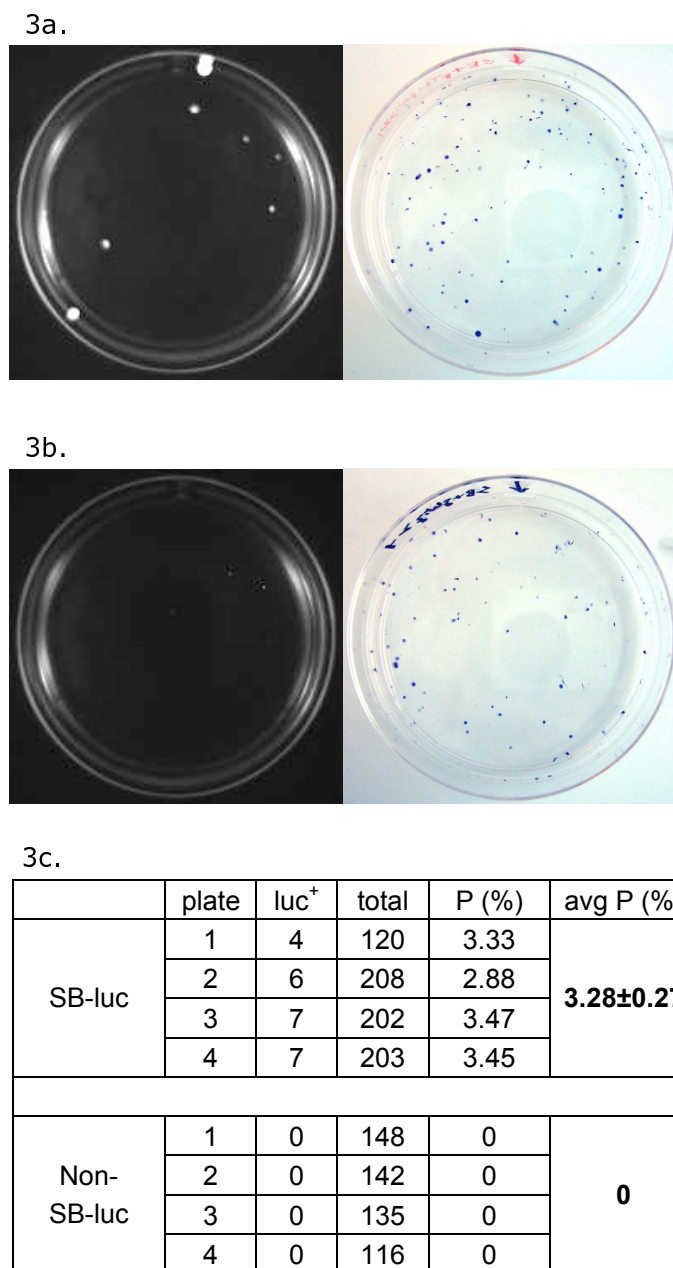 3a.
3b.
3c.
plate luc+ total P (%) avg P (%
SB-luc
1 4 120 3.33
2 6 208 2.88
3 7 202 3.47
4 7 203 3.45
3.28±0.27
Non-
SB-luc
1 0 148 0
2 0 142 0
3 0 135 0
4 0 116 0
0